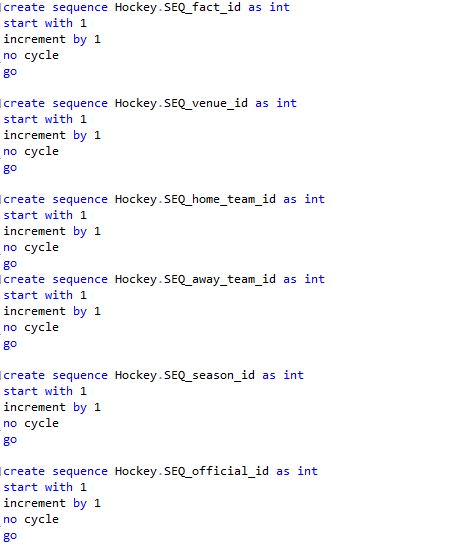 create sequence Hockey.SEQ_fact_id as int
start with 1
increment by 1
no cycle
go
create sequence Hockey.SEQ_venue_id as int
start with 1
increment by 1
no cycle
go
create sequence Hockey.SEQ_home_team_id as int
start with 1
increment by 1
no cycle
go
create sequence Hockey.SEQ_away_team_id as int
start with 1
increment by 1
no cycle
go
create sequence Hockey.SEQ_season_id as int
start with 1
increment by 1
no cycle
go
create sequence Hockey.SEQ_official_id as int
start with 1
increment by 1
no cycle
go